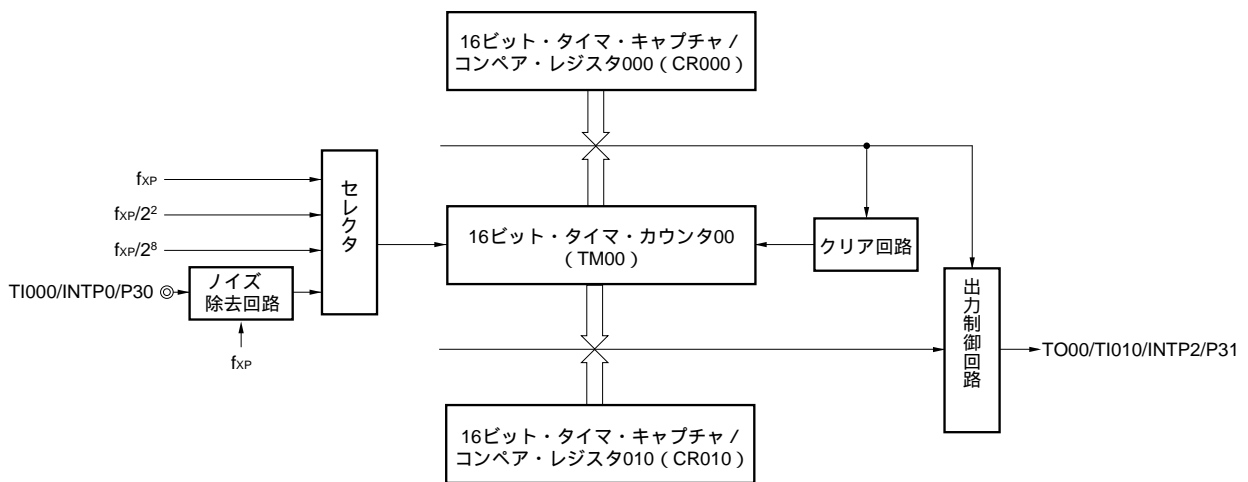 16ビット・タイマ・キャプチャ/
コンペア・レジスタ000（CR000）
fXP
fXP/2²
fXP/2⁸
セレクタ
16ビット・タイマ・カウンタ00
（TM00）
クリア回路
TI000/INTP0/P30
ノイズ
除去回路
fXP
出力制御回路
TO00/TI010/INTP2/P31
16ビット・タイマ・キャプチャ/
コンペア・レジスタ010（CR010）